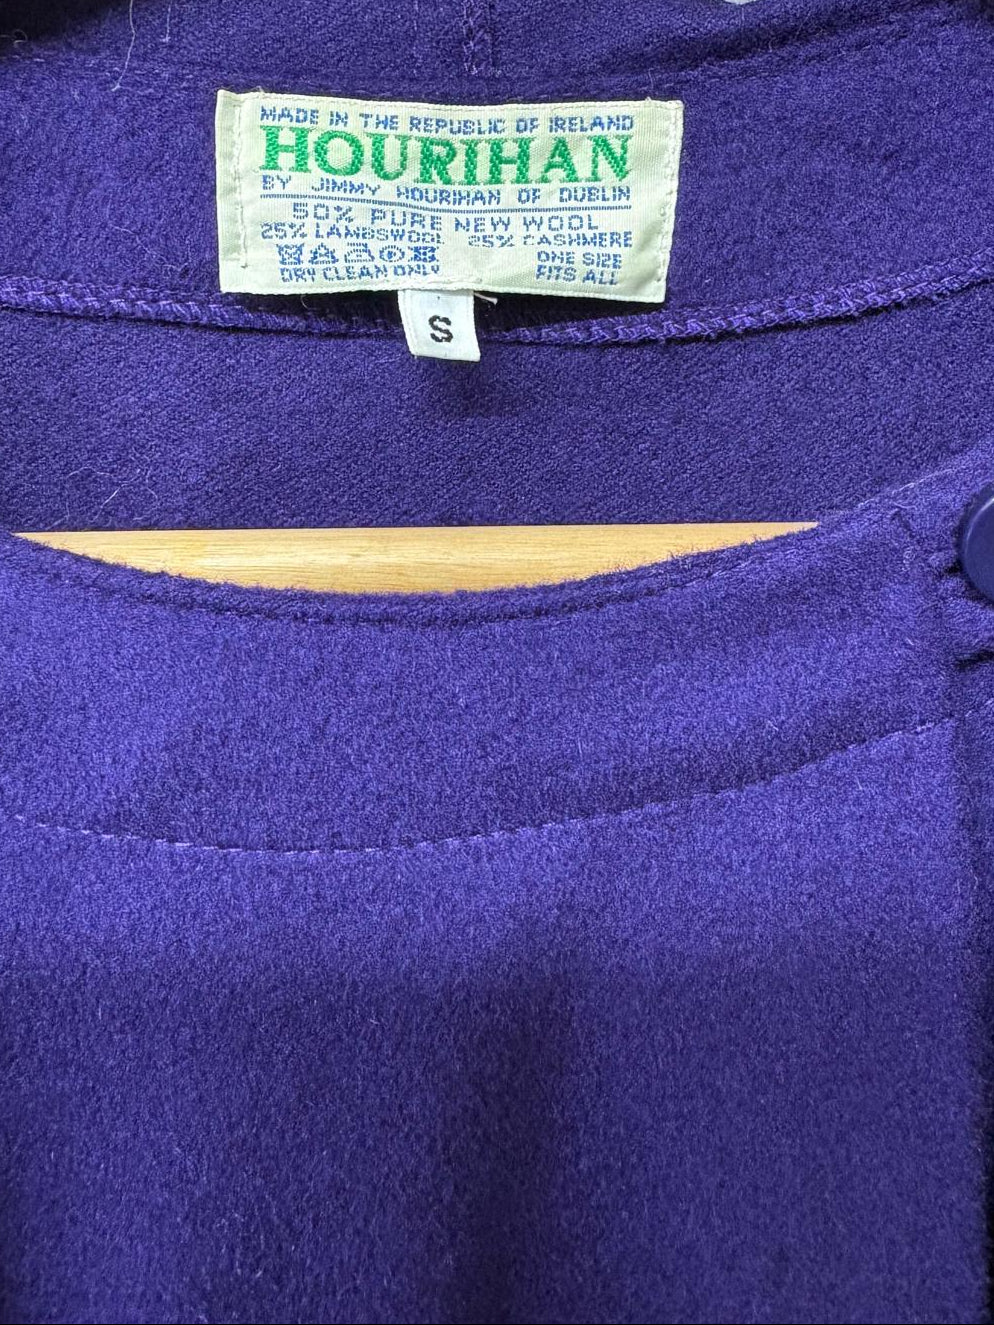 MADE IN THE REPUBLIC OF IRELAND
HOURIHAN
BY JIMMY HOURIHAN OF DUBLIN
50% PURE NEW WOOL
25% LAMBSWOOL 25% CASHMERE
DRY CLEAN ONLY
ONE SIZE
FITS ALL
S